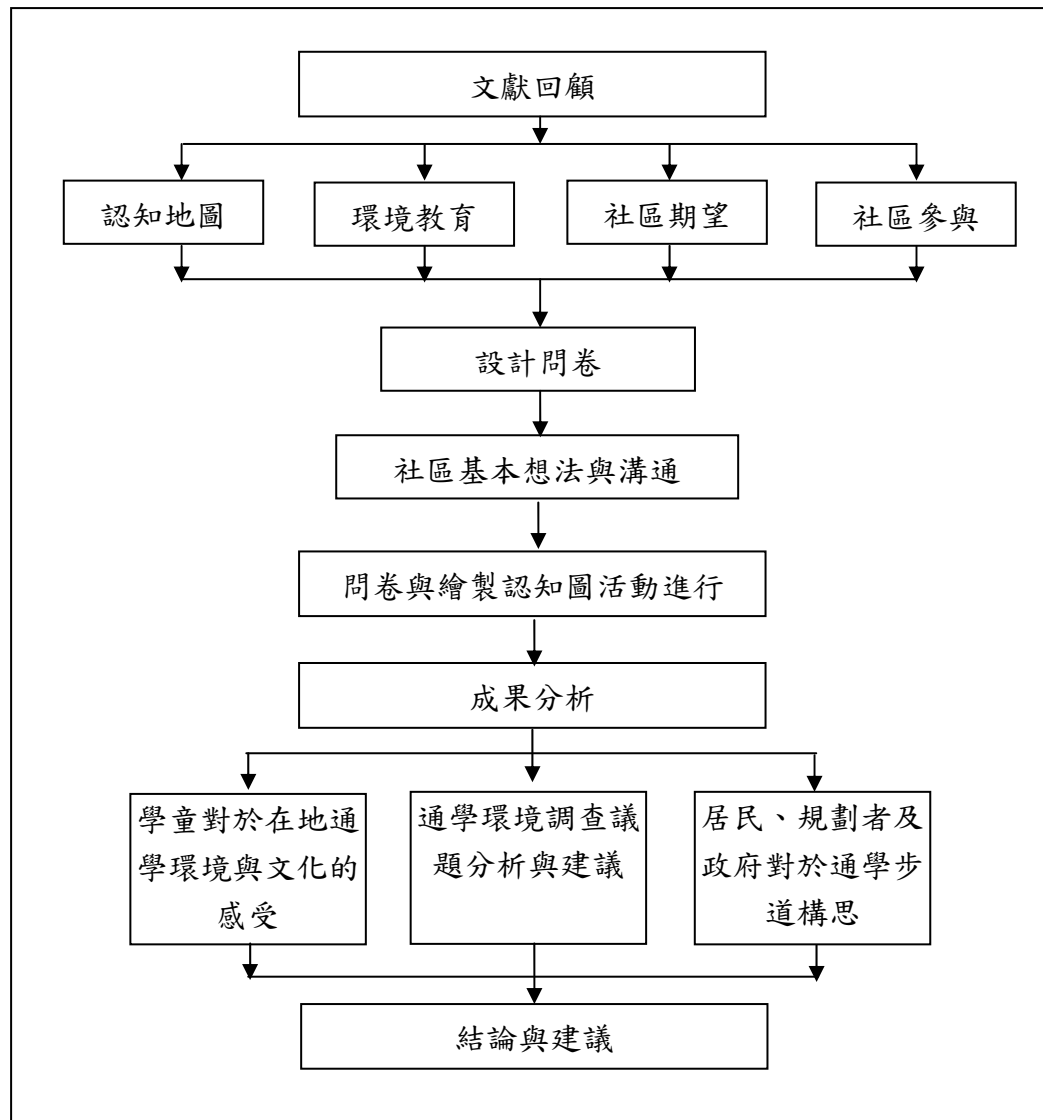 文獻回顧
認知地圖
環境教育
社區期望
社區參與
設計問卷
社區基本想法與溝通
問卷與繪製認知圖活動進行
成果分析
學童對於在地通
學環境與文化的
感受
通學環境調查議
題分析與建議
居民、規劃者及
政府對於通學步
道構思
結論與建議